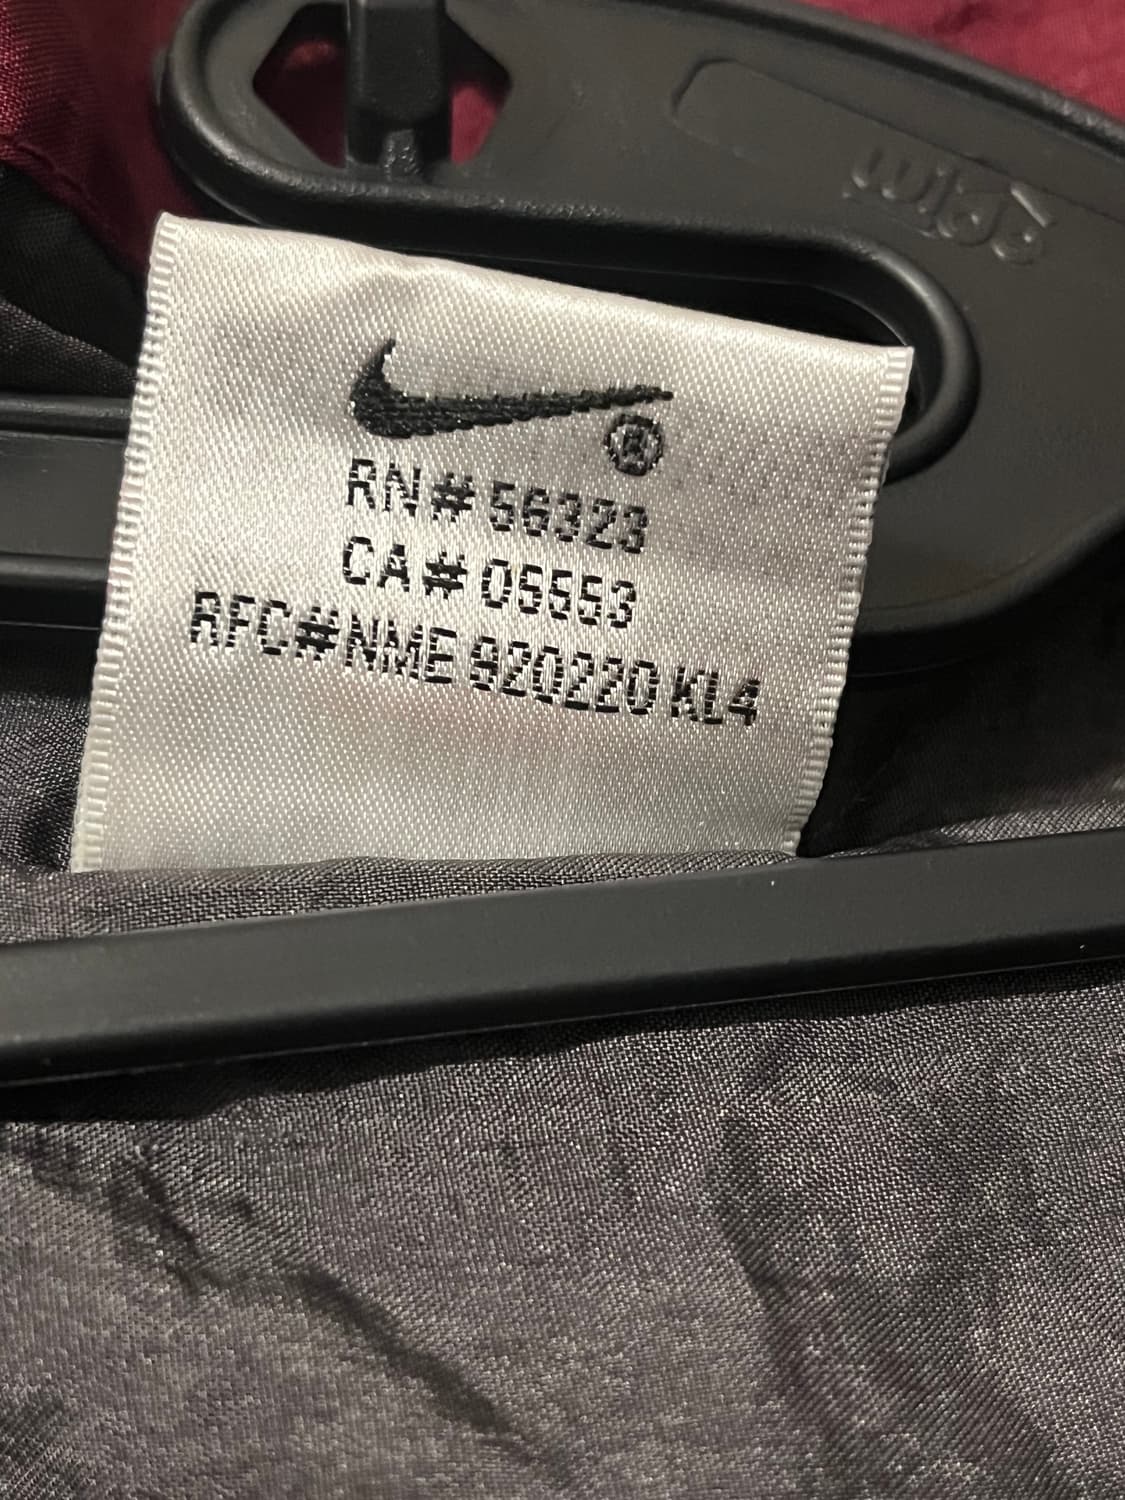 ®
RN# 56323
CA# 05553
RFC# NME 920220 KL4